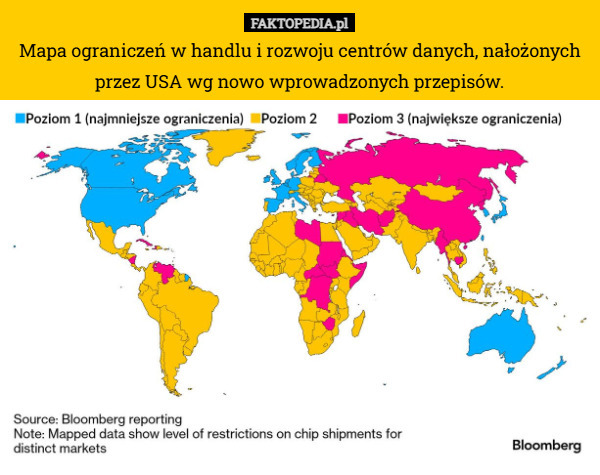 FAKTOPEDIA.pl
Mapa ograniczeń w handlu i rozwoju centrów danych, nałożonych
przez USA wg nowo wprowadzonych przepisów.
Poziom 1 (najmniejsze ograniczenia) Poziom 2 Poziom 3 (największe ograniczenia)
Source: Bloomberg reporting
Note: Mapped data show level of restrictions on chip shipments for
distinct markets
Bloomberg